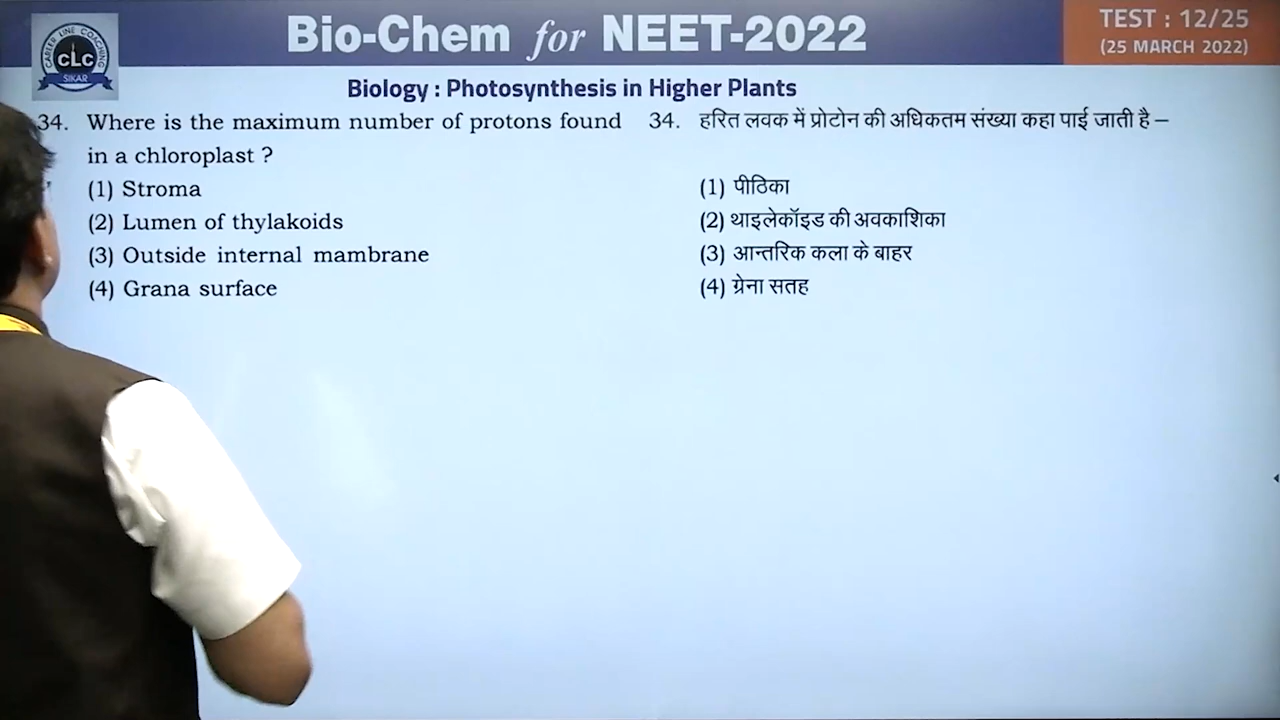 Bio-Chem for NEET-2022
TEST : 12/25
(25 MARCH 2022)
CAREER LINE COACHING
CLC
SIKAR
Biology : Photosynthesis in Higher Plants
34. Where is the maximum number of protons found
in a chloroplast ?
(1) Stroma
(2) Lumen of thylakoids
(3) Outside internal mambrane
(4) Grana surface
34. हरित लवक में प्रोटोन की अधिकतम संख्या कहा पाई जाती है –
(1) पीठिका
(2) थाइलेकॉइड की अवकाशिका
(3) आन्तरिक कला के बाहर
(4) ग्रेना सतह